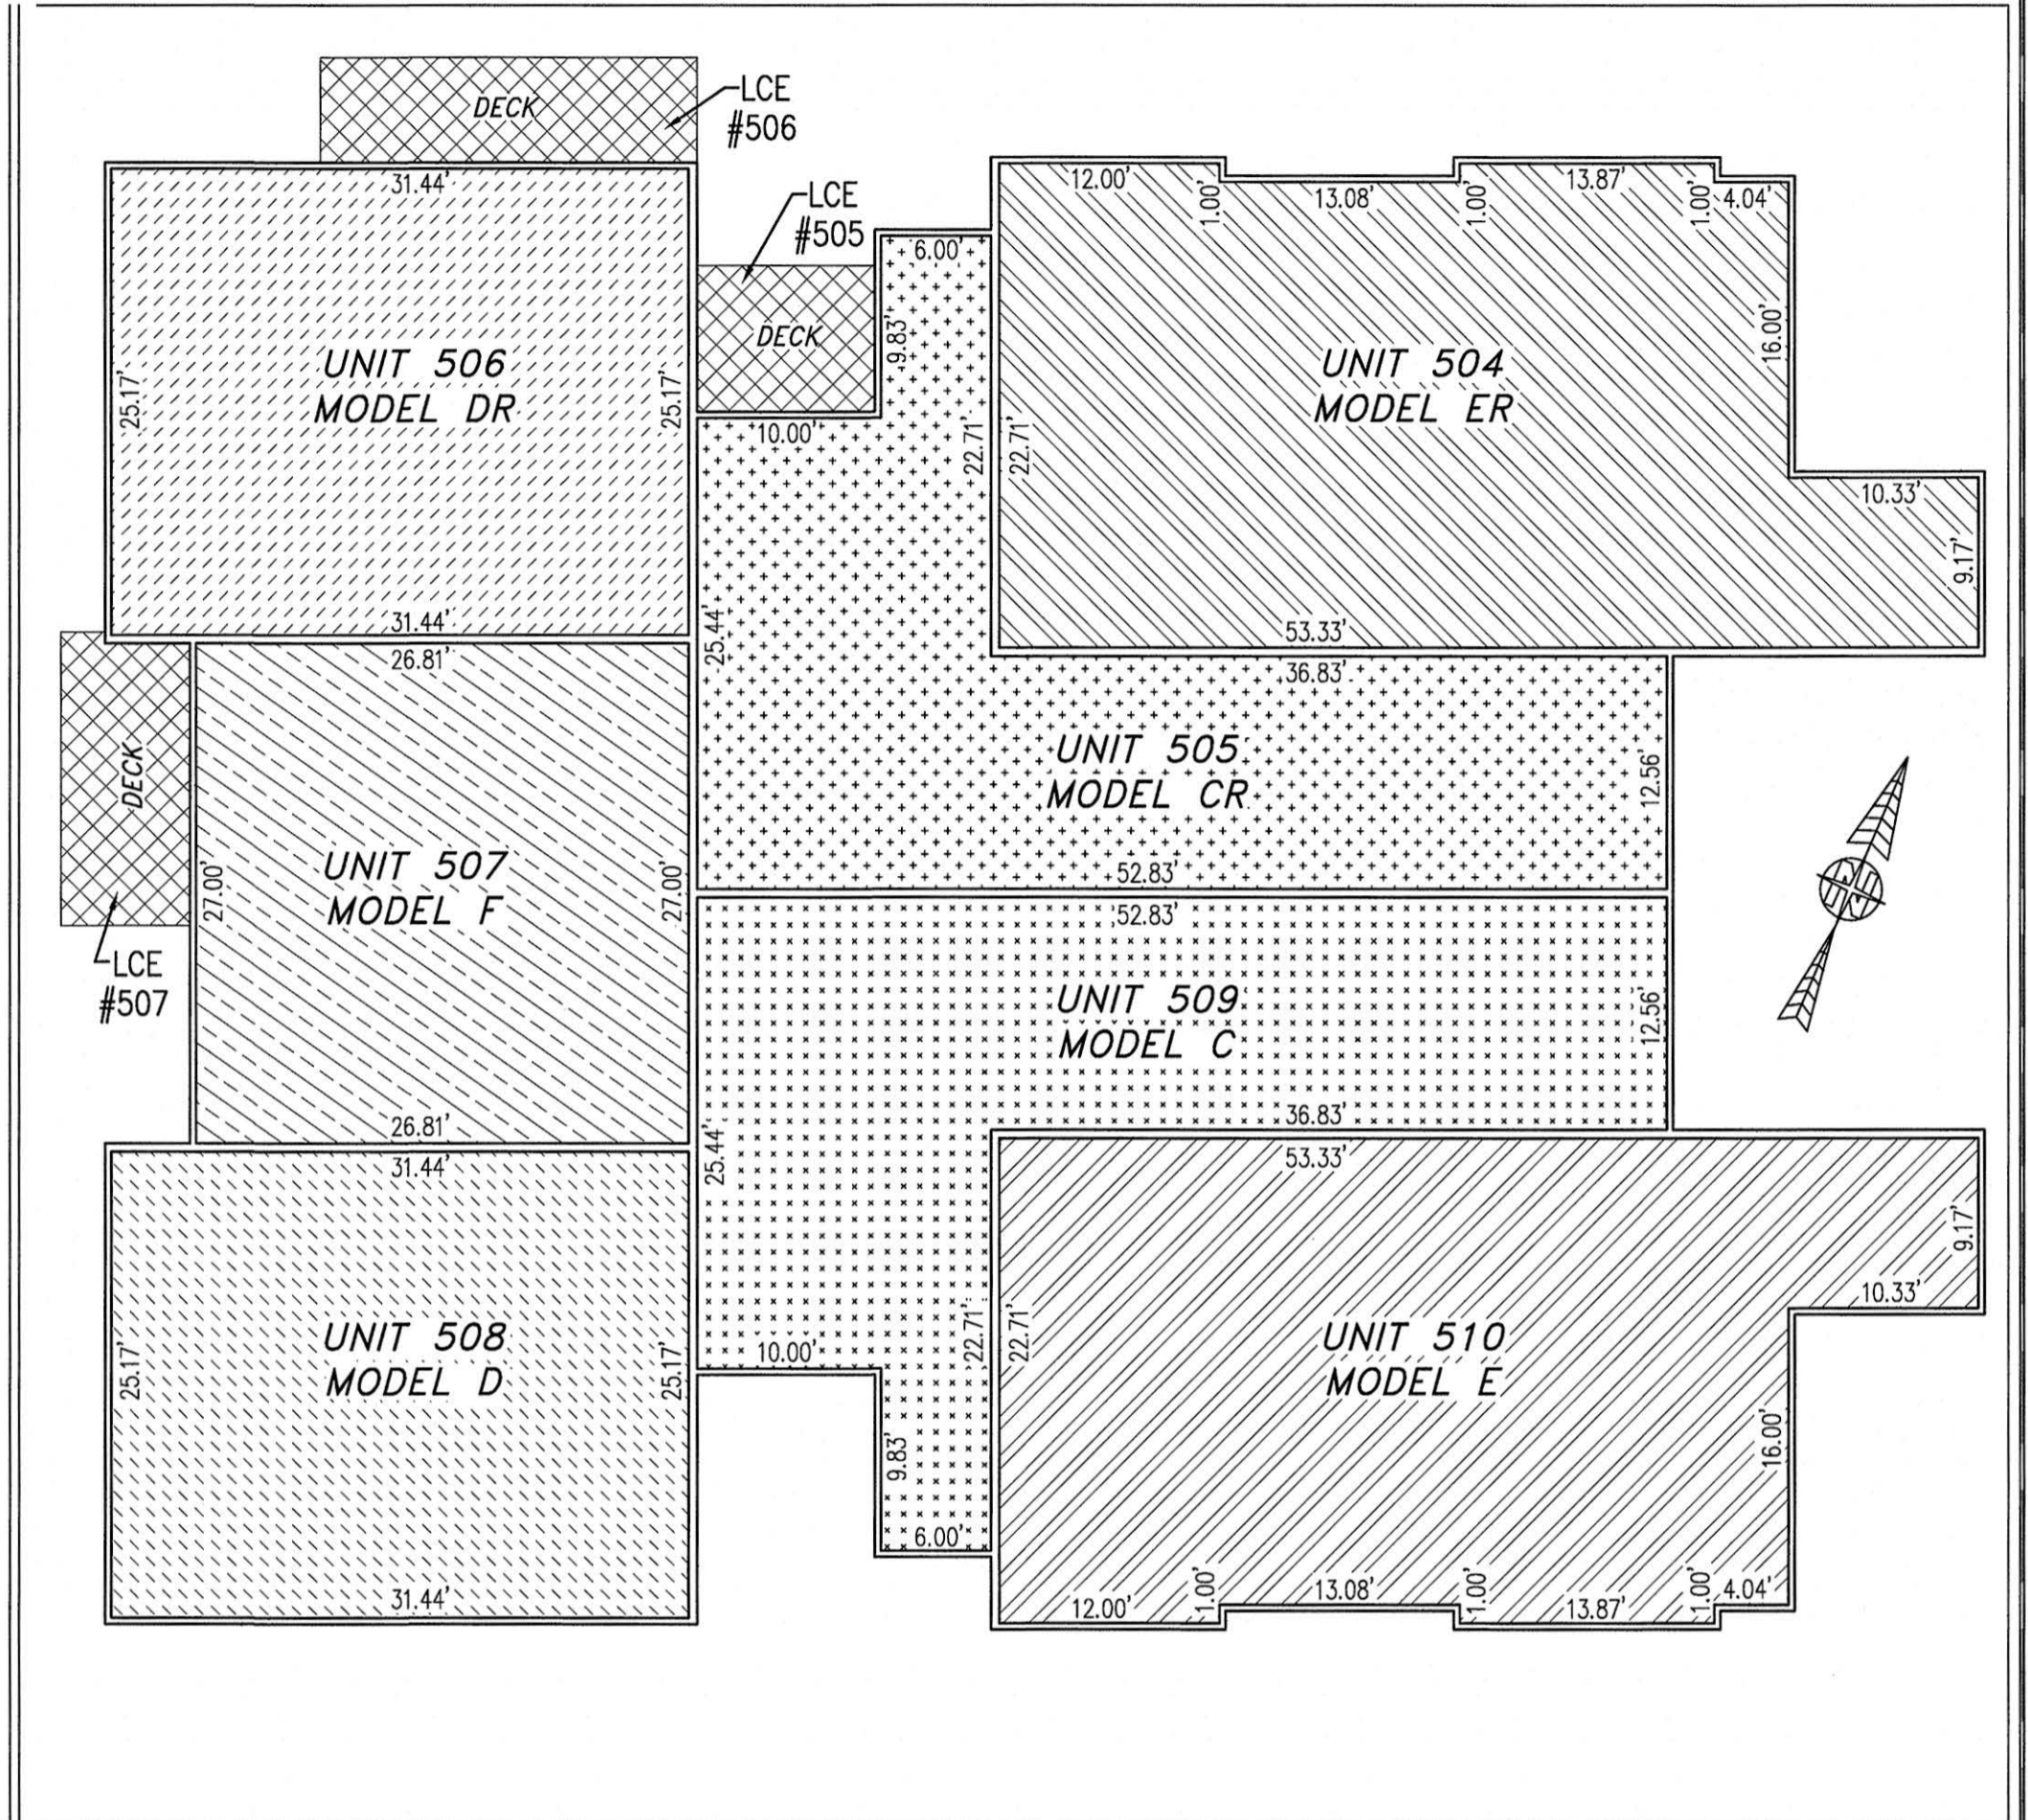 DECK
LCE
#506
31.44'
25.17'
UNIT 506
MODEL DR
25.17'
31.44'
LCE
#505
DECK
6.00'
9.83'
10.00'
22.71'
25.44'
36.83'
UNIT 505
MODEL CR
12.56'
52.83'
12.00'
1.00'
13.08'
1.00'
13.87'
1.00'
4.04'
22.71'
UNIT 504
MODEL ER
16.00'
10.33'
9.17'
53.33'
DECK
LCE
#507
26.81'
27.00'
UNIT 507
MODEL F
27.00'
26.81'
52.83'
UNIT 509
MODEL C
12.56'
36.83'
25.44'
22.71'
10.00'
9.83'
6.00'
31.44'
25.17'
UNIT 508
MODEL D
25.17'
31.44'
53.33'
9.17'
10.33'
22.71'
UNIT 510
MODEL E
16.00'
12.00'
1.00'
13.08'
1.00'
13.87'
1.00'
4.04'
N